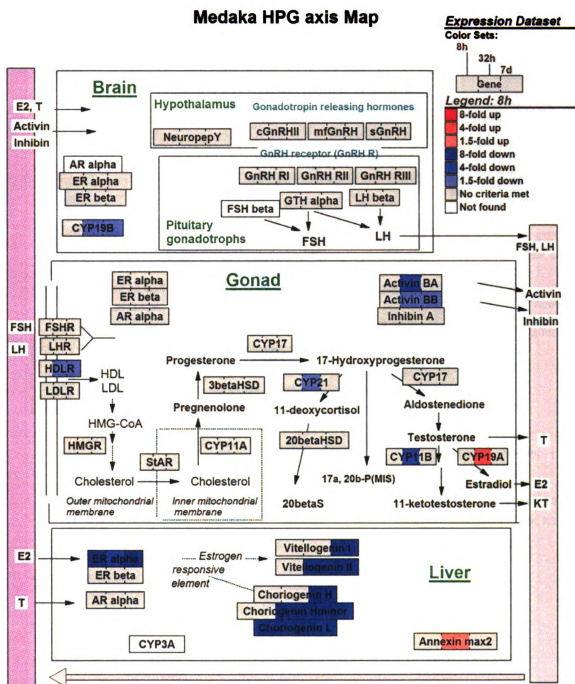 Medaka HPG axis Map
Expression Dataset
Color Sets:
8h
32h
7d
Gene
Legend: 8h
8-fold up
4-fold up
1.5-fold up
8-fold down
4-fold down
1.5-fold down
No criteria met
Not found
Brain
E2, T
Activin
Inhibin
Hypothalamus
Gonadotropin releasing hormones
NeuropepY
cGnRHII
mfGnRH
sGnRH
GnRH receptor (GnRH R)
GnRH RI
GnRH RII
GnRH RIII
AR alpha
ER alpha
ER beta
CYP19B
FSH beta
GTH alpha
LH beta
Pituitary
gonadotrophs
FSH
LH
FSH, LH
Gonad
ER alpha
ER beta
AR alpha
Activin BA
Activin BB
Inhibin A
Activin
Inhibin
FSH
LH
FSHR
LHR
HDLR
LDLR
HDL
LDL
HMG-CoA
HMGR
Cholesterol
StAR
Cholesterol
Outer mitochondrial
membrane
Inner mitochondrial
membrane
CYP11A
Pregnenolone
3betaHSD
Progesterone
CYP17
17-Hydroxyprogesterone
CYP21
CYP17
11-deoxycortisol
Aldostenedione
20betaHSD
Testosterone
T
CYP11B
CYP19A
17a, 20b-P(MIS)
Estradiol
E2
20betaS
11-ketotestosterone
KT
E2
T
ER alpha
ER beta
AR alpha
CYP3A
Estrogen
responsive
element
Vitellogenin I
Vitellogenin II
Choriogenin H
Choriogenin Hminor
Choriogenin L
Liver
Annexin max2